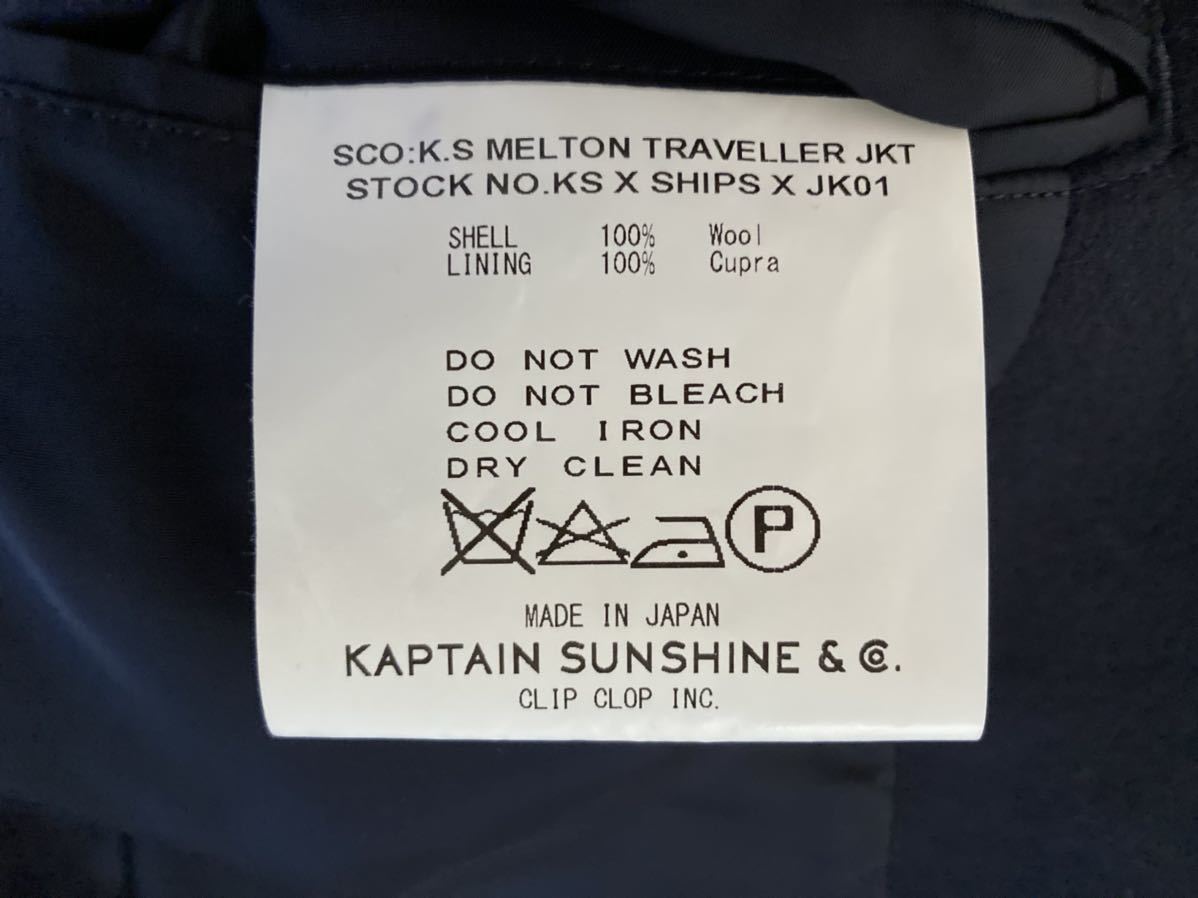 SCO:K.S MELTON TRAVELLER JKT
STOCK NO.KS X SHIPS X JK01
SHELL 100% Wool
LINING 100% Cupra
DO NOT WASH
DO NOT BLEACH
COOL IRON
DRY CLEAN
P
MADE IN JAPAN
KAPTAIN SUNSHINE & Co.
CLIP CLOP INC.